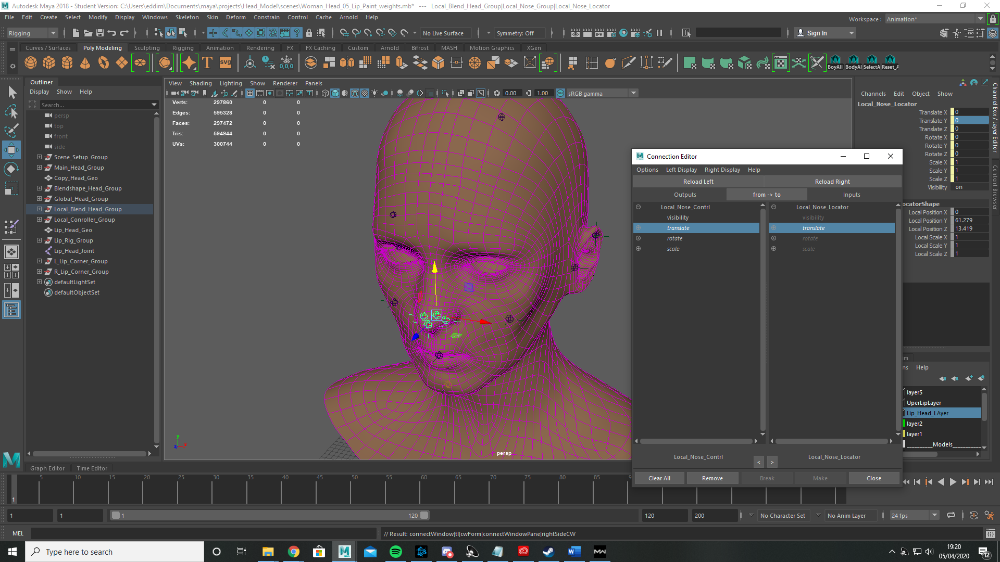 Autodesk Maya 2018 - Student Version: C:\Users\eddim\Documents\maya\projects\Head_Model\scenes\Woman_Head_05_Lip_Paint_weights.mb*   ---   Local_Blend_Head_Group|Local_Nose_Group|Local_Nose_Locator
File Edit Create Select Modify Display Windows Skeleton Skin Deform Constrain Control Cache Arnold Help
Workspace : Animation*
Rigging
No Live Surface
Symmetry: Off
Sign In
Curves / Surfaces Poly Modeling Sculpting Rigging Animation Rendering FX FX Caching Custom Arnold Bifrost MASH Motion Graphics XGen
T svg 0,0,0
BoyAll BodyAl SelectA Reset_A
Outliner
Display Show Help
Search...
persp
top
front
side
Scene_Setup_Group
Main_Head_Group
Copy_Head_Geo
Blendshape_Head_Group
Global_Head_Group
Local_Blend_Head_Group
Local_Conroller_Group
Lip_Head_Geo
Lip_Rig_Group
Lip_Head_Joint
L_Lip_Corner_Group
R_Lip_Corner_Group
defaultLightSet
defaultObjectSet
View Shading Lighting Show Renderer Panels
0.00 1.00 sRGB gamma
Verts: 297860 0 0
Edges: 595328 0 0
Faces: 297472 0 0
Tris: 594944 0 0
UVs: 300744 0 0
y
z x
persp
Channels Edit Object Show
Local_Nose_Locator
Translate X 0
Translate Y 0
Translate Z 0
Rotate X 0
Rotate Y 0
Rotate Z 0
Scale X 1
Scale Y 1
Scale Z 1
Visibility on
ocatorShape
Local Position X 0
Local Position Y 61.279
Local Position Z 13.419
Local Scale X 1
Local Scale Y 1
Local Scale Z 1
Channel Box / Layer Editor
Content Browser
Connection Editor
Options Left Display Right Display Help
Reload Left Reload Right
Outputs from -> to Inputs
Local_Nose_Contrl
visibility
translate
rotate
scale
Local_Nose_Locator
visibility
translate
rotate
scale
Local_Nose_Contrl < > Local_Nose_Locator
Clear All Remove Break Make Close
Help
layer5
UperLipLayer
Lip_Head_LAyer
layer2
layer1
__________Models__________
Graph Editor Time Editor
5 10 15 20 25 30 35 40 45 50 55 60 65 70 75 80 85
1
1 1 1 120 120 200
No Character Set
No Anim Layer
24 fps
MEL
// Result: connectWindow|tl|cwForm|connectWindowPane|rightSideCW
Type here to search
19:20
05/04/2020
12